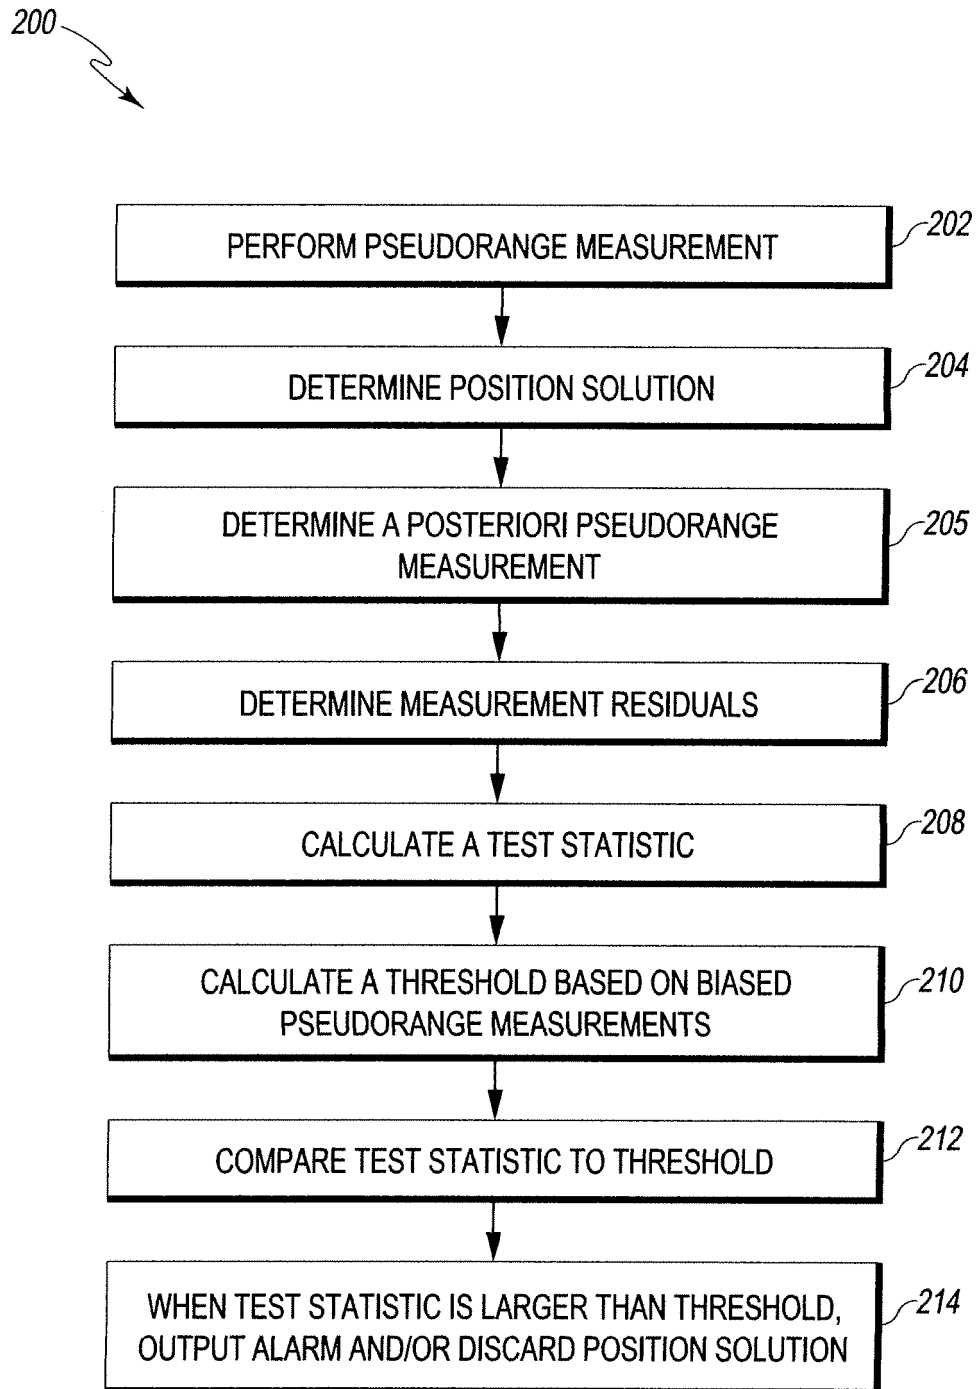 200
PERFORM PSEUDORANGE MEASUREMENT
202
DETERMINE POSITION SOLUTION
204
DETERMINE A POSTERIORI PSEUDORANGE
MEASUREMENT
205
DETERMINE MEASUREMENT RESIDUALS
206
CALCULATE A TEST STATISTIC
208
CALCULATE A THRESHOLD BASED ON BIASED
PSEUDORANGE MEASUREMENTS
210
COMPARE TEST STATISTIC TO THRESHOLD
212
WHEN TEST STATISTIC IS LARGER THAN THRESHOLD,
OUTPUT ALARM AND/OR DISCARD POSITION SOLUTION
214